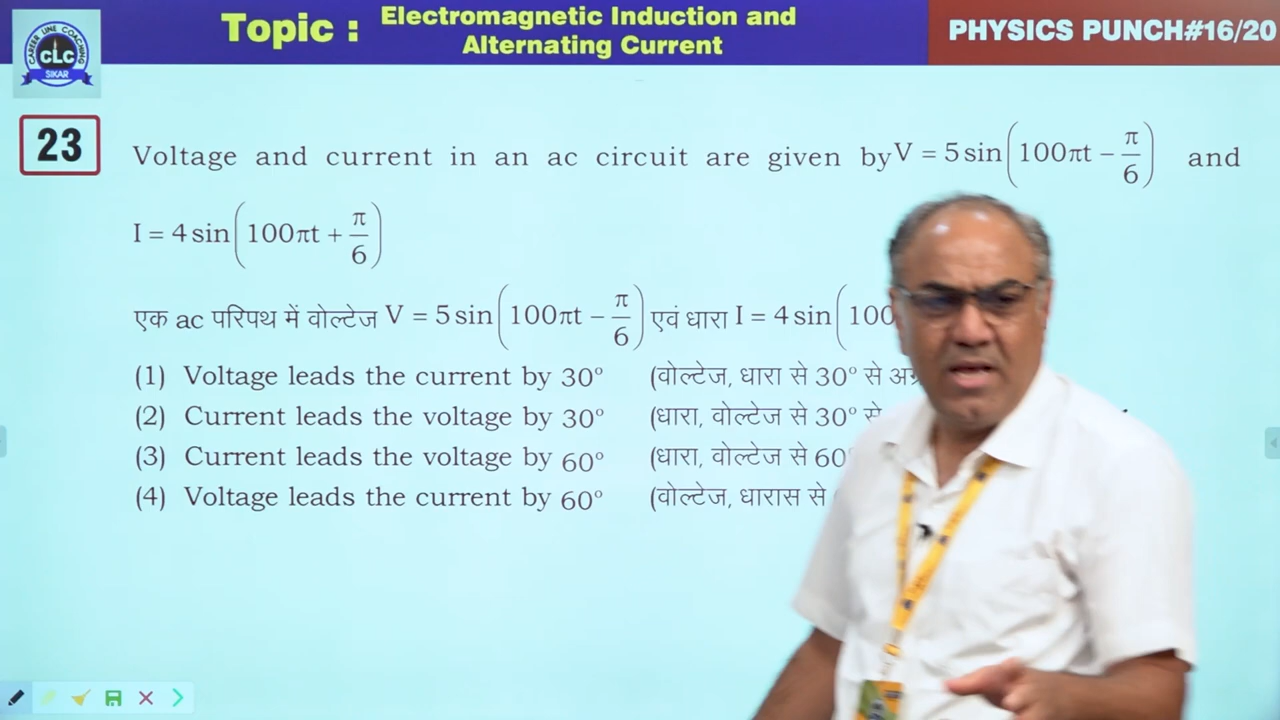 Topic :
Electromagnetic Induction and
Alternating Current
PHYSICS PUNCH#16/20
CAREER LINE COACHING
CLC
SIKAR
23
Voltage and current in an ac circuit are given by V = 5 sin(100πt − π/6) and
I = 4 sin(100πt + π/6)
एक ac परिपथ में वोल्टेज V = 5 sin(100πt − π/6) एवं धारा I = 4 sin(100
(1) Voltage leads the current by 30° (वोल्टेज, धारा से 30° से
(2) Current leads the voltage by 30° (धारा, वोल्टेज से 30° से
(3) Current leads the voltage by 60° (धारा, वोल्टेज से 60
(4) Voltage leads the current by 60° (वोल्टेज, धारास से